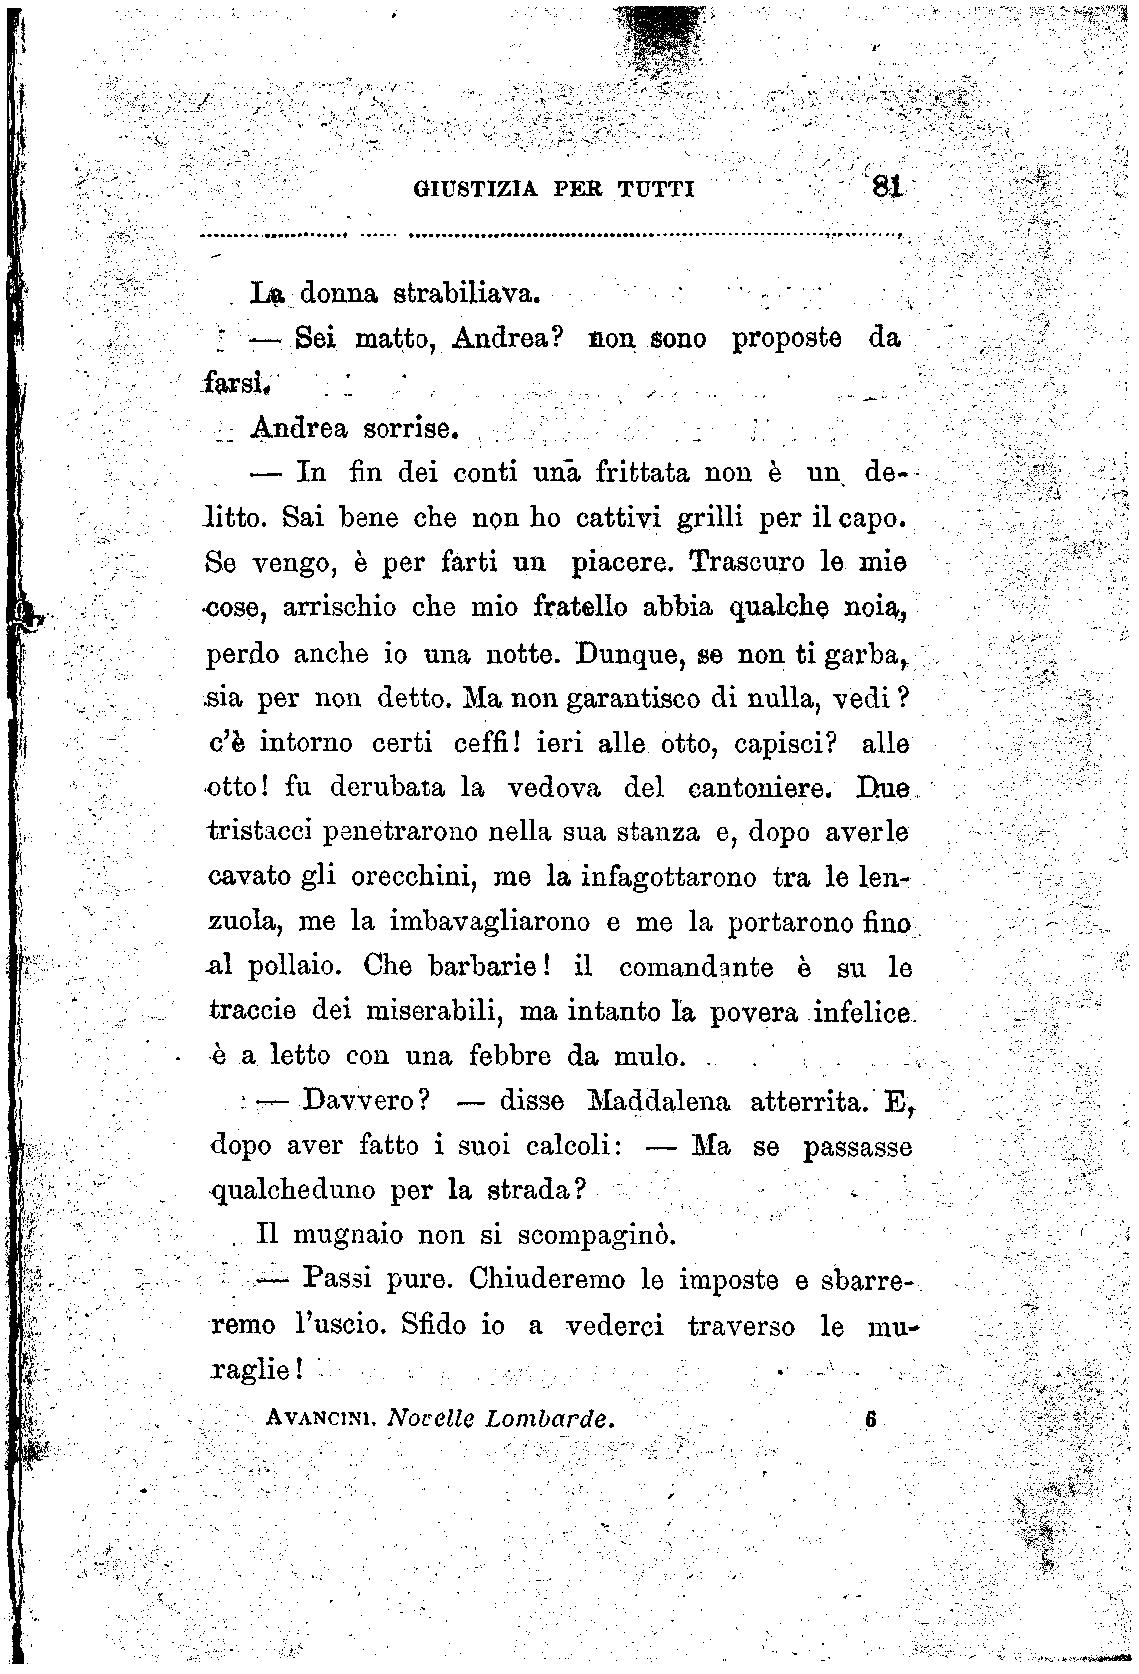 GIUSTIZIA PER TUTTI 81
La donna strabiliava.
— Sei matto, Andrea? non sono proposte da
farsi.
Andrea sorrise.
— In fin dei conti una frittata non è un de-
litto. Sai bene che non ho cattivi grilli per il capo.
Se vengo, è per farti un piacere. Trascuro le mie
cose, arrischio che mio fratello abbia qualche noia,
perdo anche io una notte. Dunque, se non ti garba,
sia per non detto. Ma non garantisco di nulla, vedi?
c'è intorno certi ceffi! ieri alle otto, capisci? alle
otto! fu derubata la vedova del cantoniere. Due
tristacci penetrarono nella sua stanza e, dopo averle
cavato gli orecchini, me la infagottarono tra le len-
zuola, me la imbavagliarono e me la portarono fino
al pollaio. Che barbarie! il comandante è su le
traccie dei miserabili, ma intanto la povera infelice
è a letto con una febbre da mulo.
— Davvero? — disse Maddalena atterrita. E,
dopo aver fatto i suoi calcoli: — Ma se passasse
qualcheduno per la strada?
Il mugnaio non si scompaginò.
— Passi pure. Chiuderemo le imposte e sbarre-
remo l'uscio. Sfido io a vederci traverso le mu-
raglie!
AVANCINI. Novelle Lombarde. 6